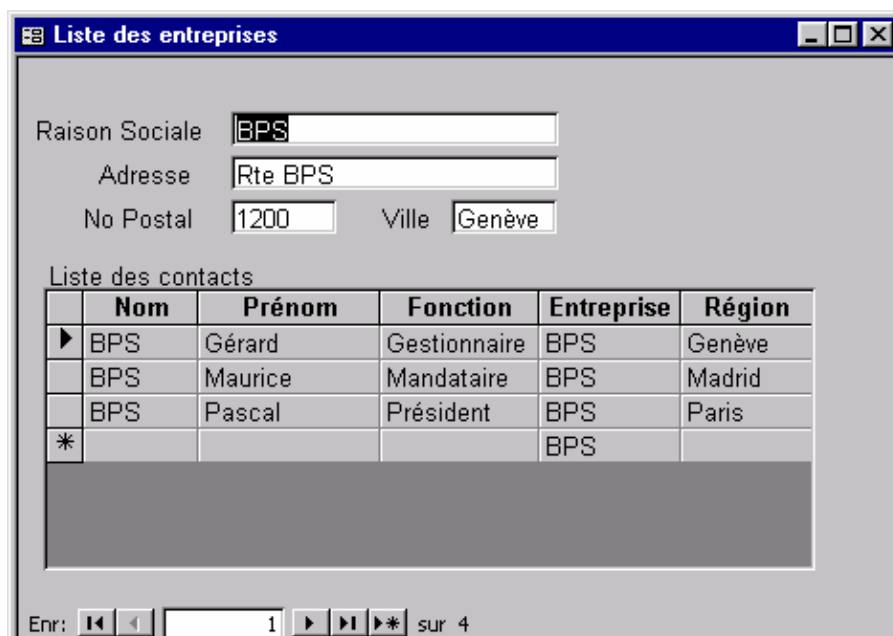 Liste des entreprises
Raison Sociale BPS
Adresse Rte BPS
No Postal 1200 Ville Genève
Liste des contacts
Nom Prénom Fonction Entreprise Région
BPS Gérard Gestionnaire BPS Genève
BPS Maurice Mandataire BPS Madrid
BPS Pascal Président BPS Paris
BPS
Enr: 1 sur 4